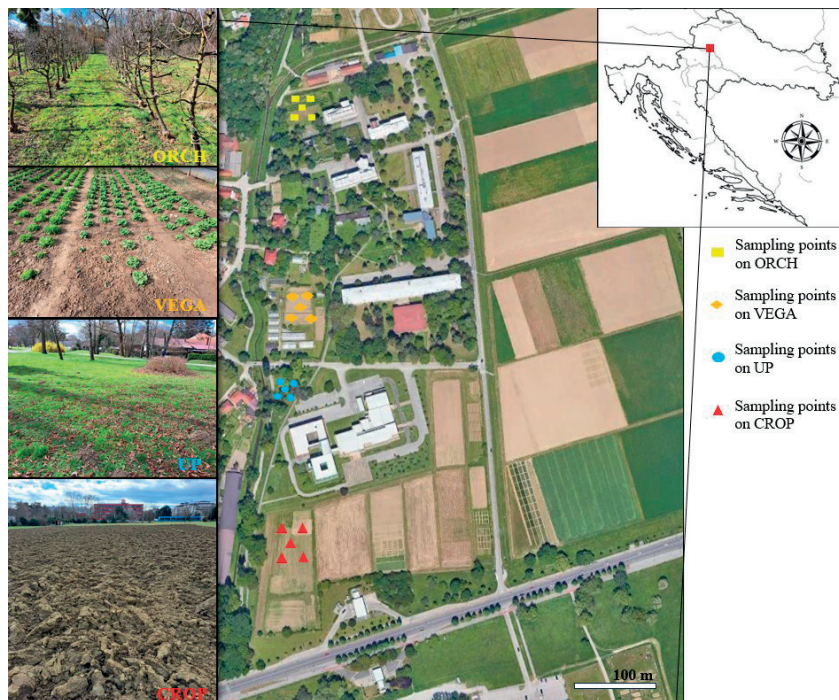 ORCH
VEGA
UP
CROP
N
W
E
S
Sampling points
on ORCH
Sampling points
on VEGA
Sampling points
on UP
Sampling points
on CROP
100 m